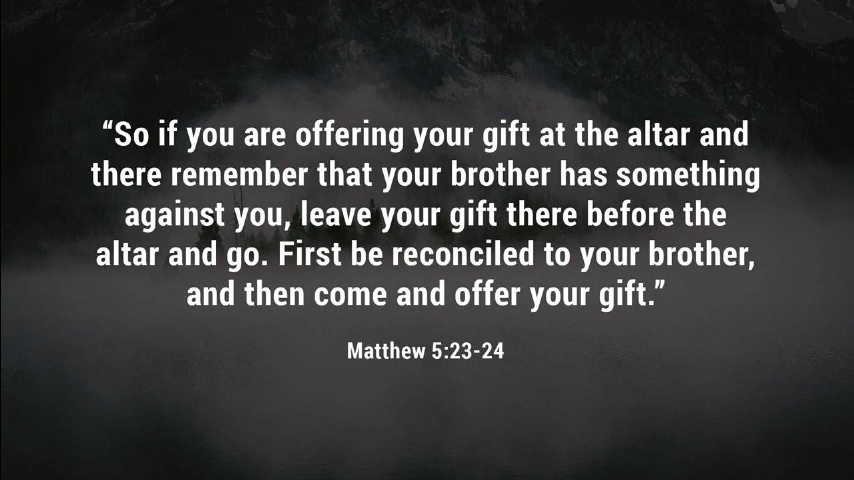 “So if you are offering your gift at the altar and
there remember that your brother has something
against you, leave your gift there before the
altar and go. First be reconciled to your brother,
and then come and offer your gift.”
Matthew 5:23-24